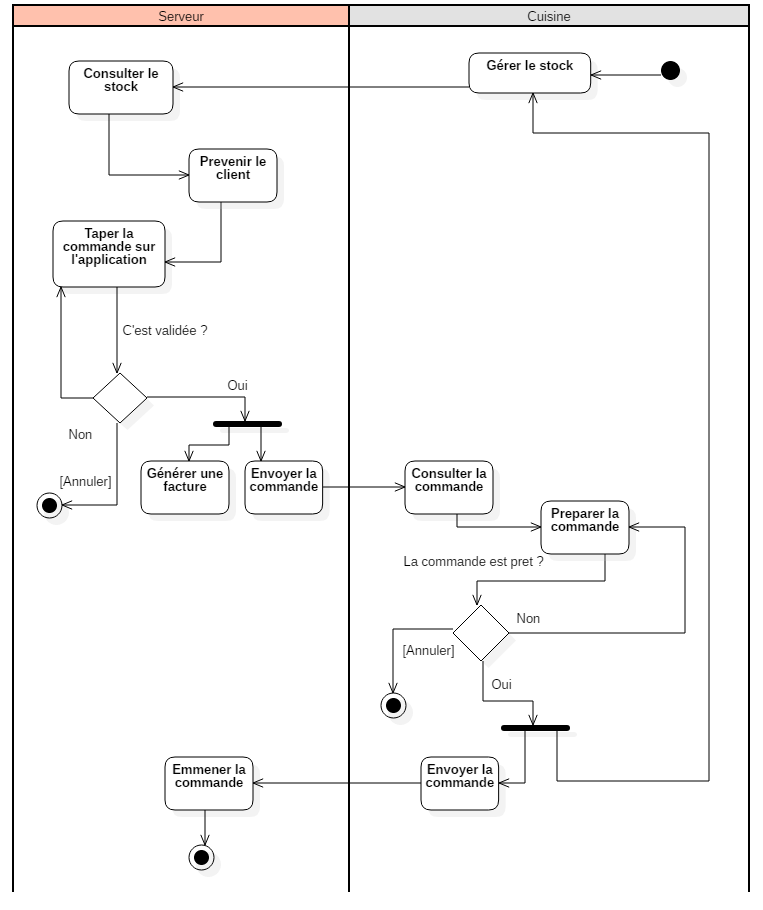 Serveur
Cuisine
Consulter le
stock
Gérer le stock
Prevenir le
client
Taper la
commande sur
l'application
C'est validée ?
Oui
Non
[Annuler]
Générer une
facture
Envoyer la
commande
Consulter la
commande
Preparer la
commande
La commande est pret ?
Non
[Annuler]
Oui
Emmener la
commande
Envoyer la
commande